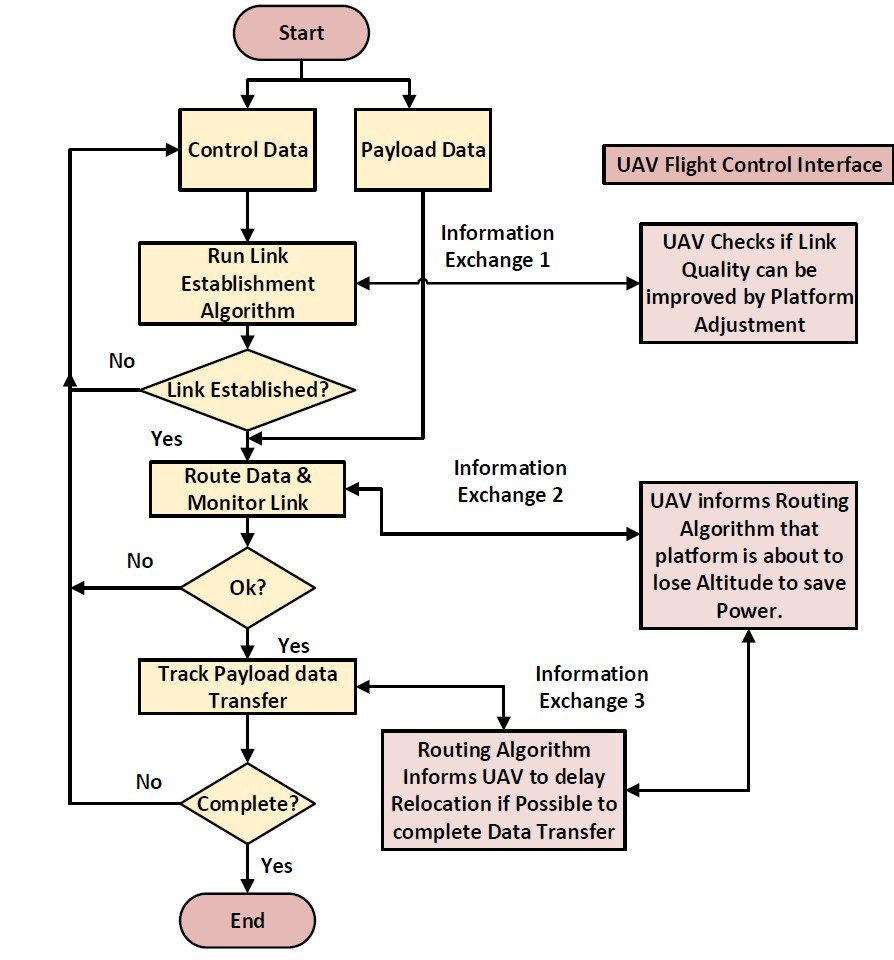 Start
Control Data
Payload Data
UAV Flight Control Interface
Run Link
Establishment
Algorithm
Information
Exchange 1
UAV Checks if Link
Quality can be
improved by Platform
Adjustment
No
Link Established?
Yes
Route Data &
Monitor Link
Information
Exchange 2
UAV informs Routing
Algorithm that
platform is about to
lose Altitude to save
Power.
No
Ok?
Yes
Track Payload data
Transfer
Information
Exchange 3
Routing Algorithm
Informs UAV to delay
Relocation if Possible to
complete Data Transfer
No
Complete?
Yes
End